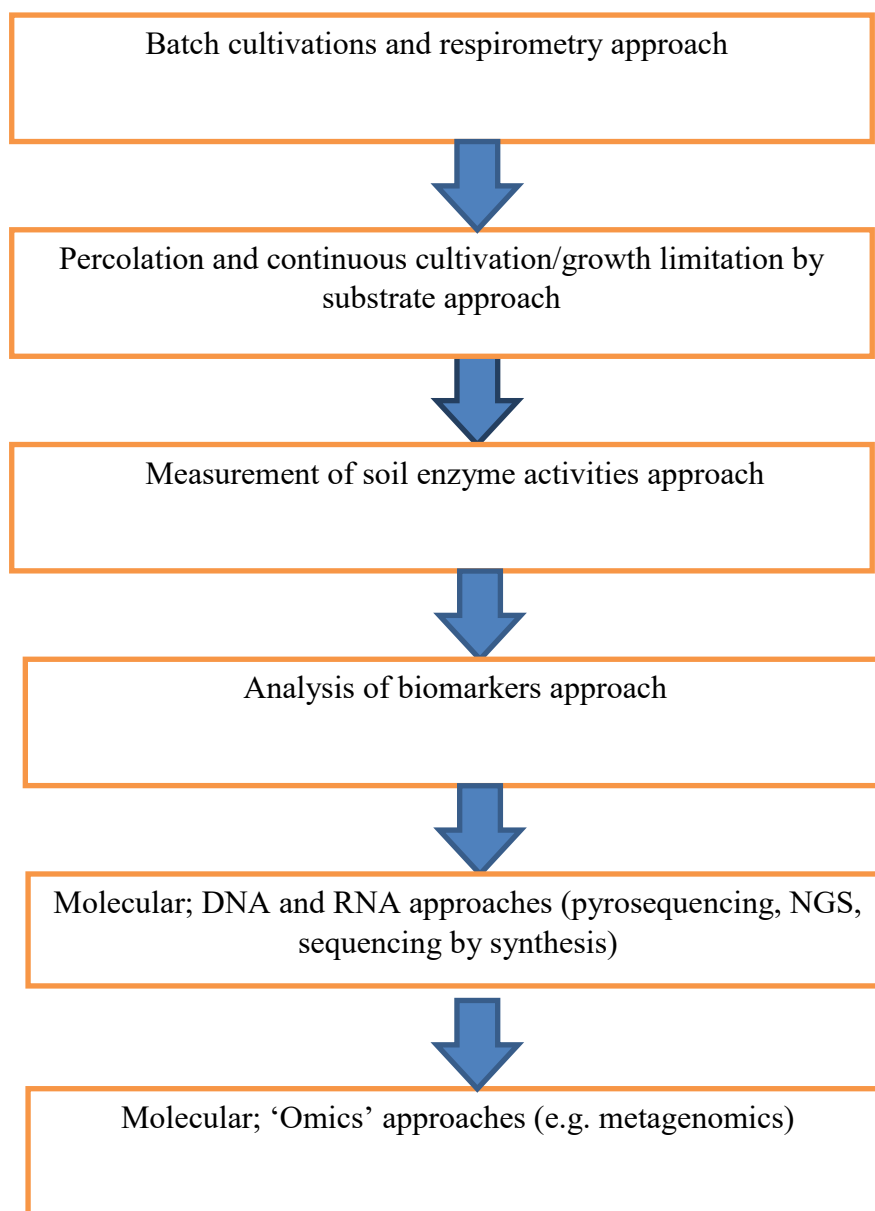 Batch cultivations and respirometry approach
Percolation and continuous cultivation/growth limitation by
substrate approach
Measurement of soil enzyme activities approach
Analysis of biomarkers approach
Molecular; DNA and RNA approaches (pyrosequencing, NGS,
sequencing by synthesis)
Molecular; ‘Omics’ approaches (e.g. metagenomics)